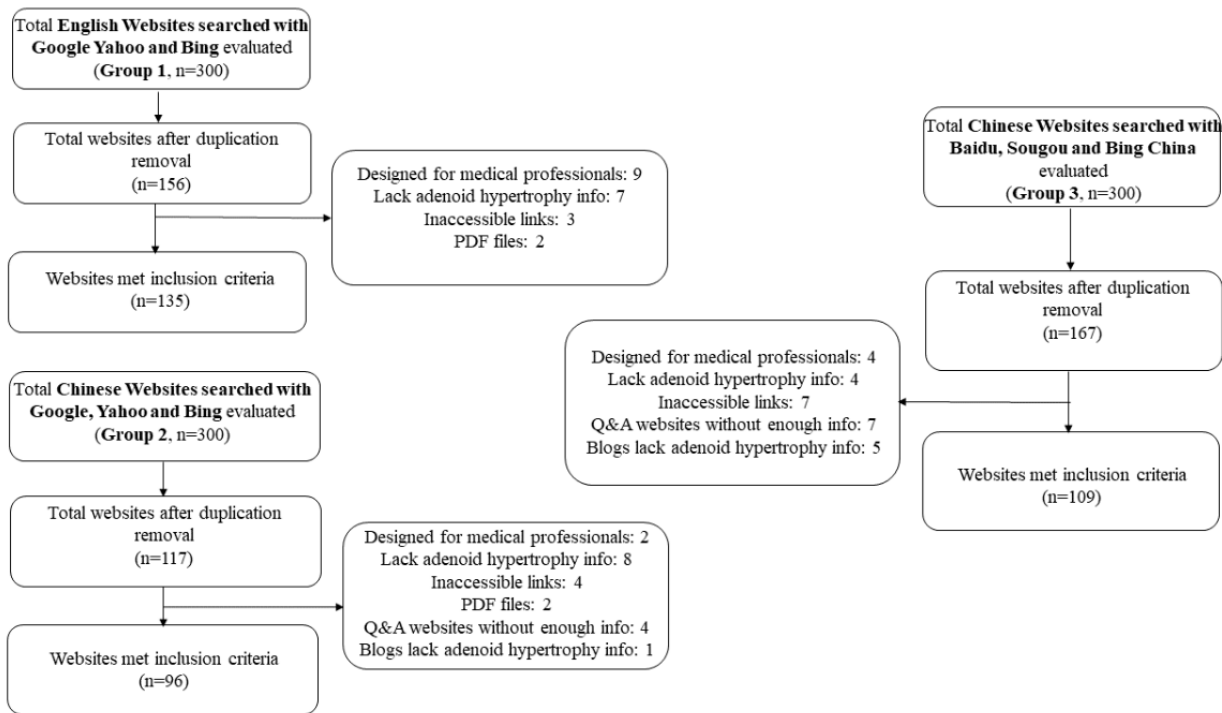 Total English Websites searched with
Google Yahoo and Bing evaluated
(Group 1, n=300)
Total websites after duplication
removal
(n=156)
Designed for medical professionals: 9
Lack adenoid hypertrophy info: 7
Inaccessible links: 3
PDF files: 2
Websites met inclusion criteria
(n=135)
Total Chinese Websites searched with
Google, Yahoo and Bing evaluated
(Group 2, n=300)
Total websites after duplication
removal
(n=117)
Designed for medical professionals: 2
Lack adenoid hypertrophy info: 8
Inaccessible links: 4
PDF files: 2
Q&A websites without enough info: 4
Blogs lack adenoid hypertrophy info: 1
Websites met inclusion criteria
(n=96)
Total Chinese Websites searched with
Baidu, Sougou and Bing China
evaluated
(Group 3, n=300)
Total websites after duplication
removal
(n=167)
Designed for medical professionals: 4
Lack adenoid hypertrophy info: 4
Inaccessible links: 7
Q&A websites without enough info: 7
Blogs lack adenoid hypertrophy info: 5
Websites met inclusion criteria
(n=109)